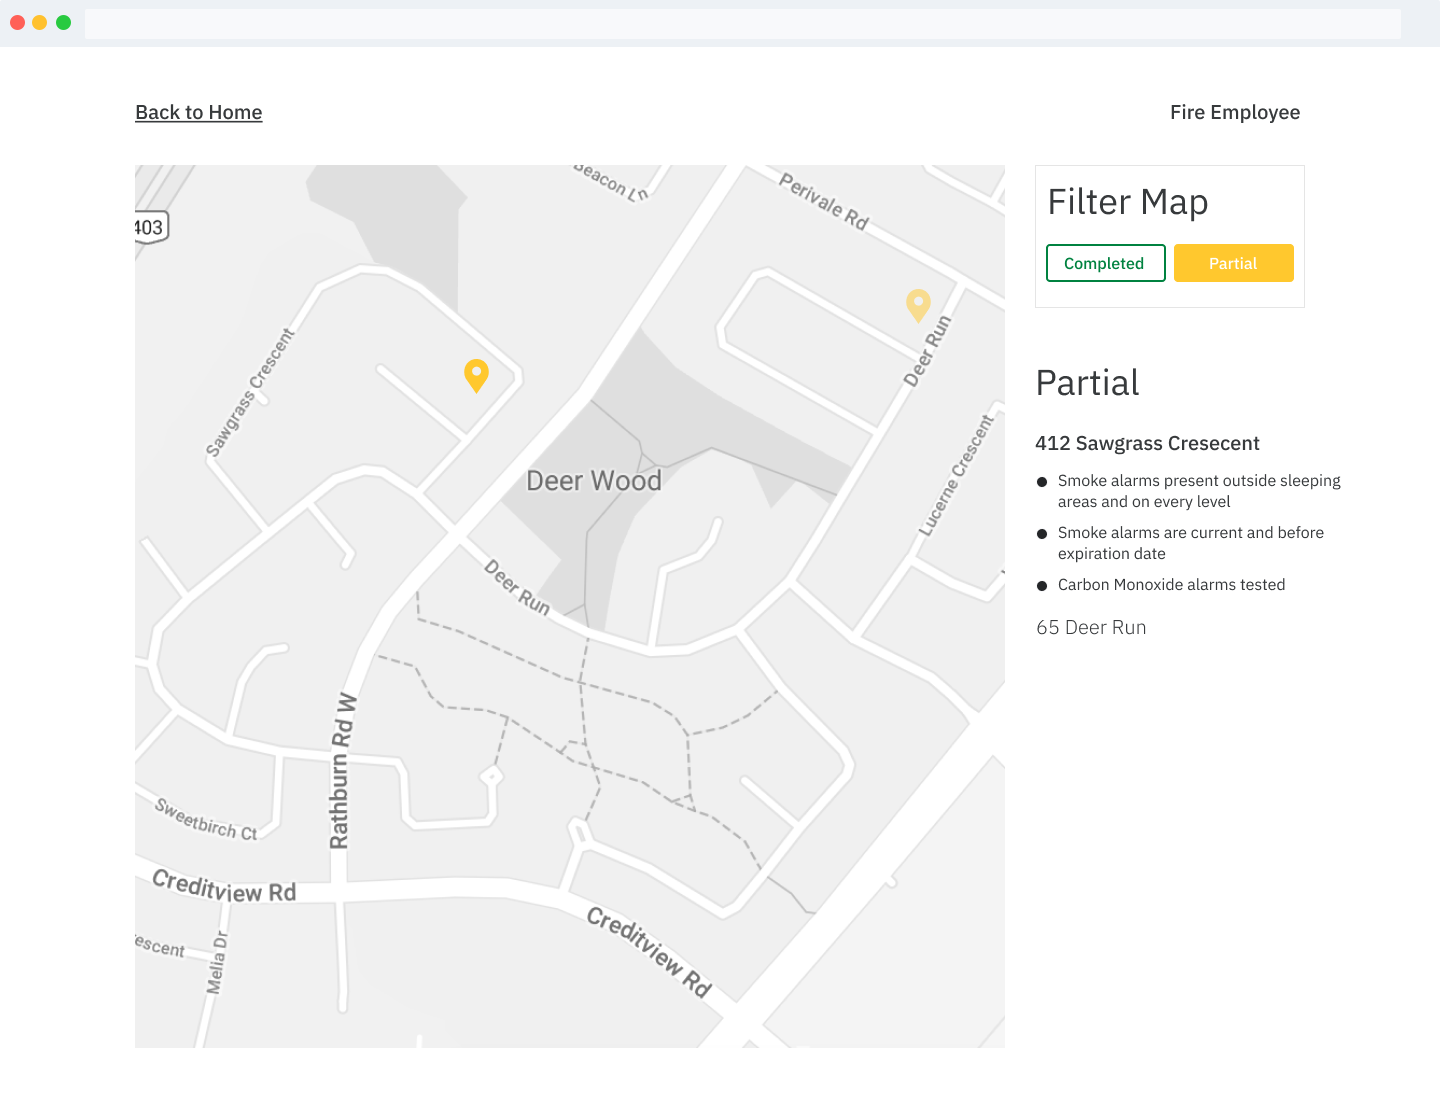 Back to Home
Fire Employee
Beacon Ln
Perivale Rd
403
Sawgrass Crescent
Deer Run
Lucerne Crescent
Deer Wood
Deer Run
Rathburn Rd W
Sweetbirch Ct
Creditview Rd
Creditview Rd
escent
Melia Dr
Filter Map
Completed
Partial
Partial
412 Sawgrass Cresecent
Smoke alarms present outside sleeping
areas and on every level
Smoke alarms are current and before
expiration date
Carbon Monoxide alarms tested
65 Deer Run